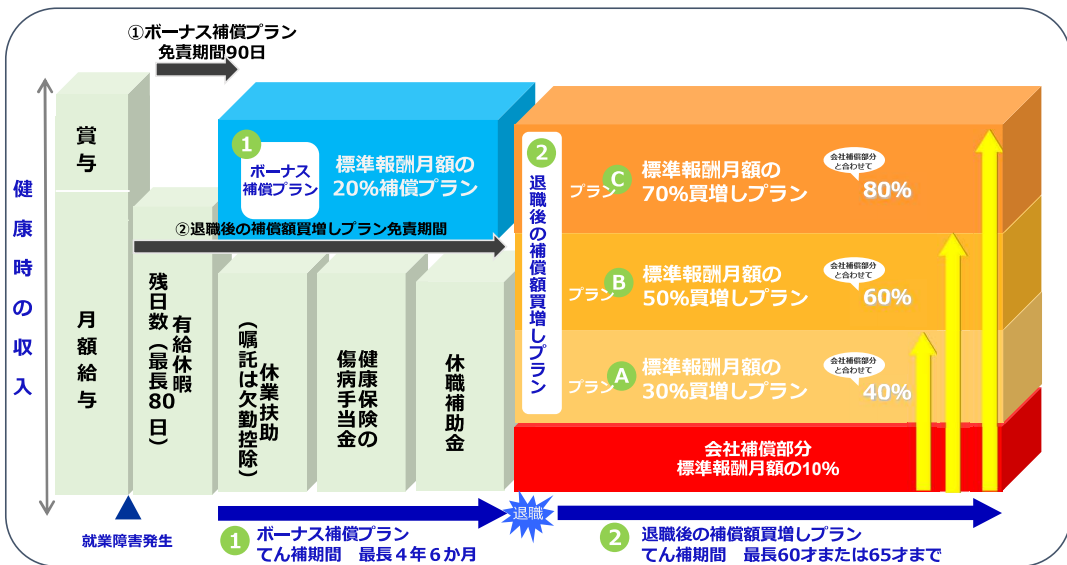 ①ボーナス補償プラン
免責期間90日
健康時の収入
賞与
月額給与
有給休暇
残日数（最長80日）
1
ボーナス
補償プラン
標準報酬月額の
20%補償プラン
②退職後の補償額買増しプラン免責期間
休業扶助
（嘱託は欠勤控除）
健康保険の
傷病手当金
休職補助金
2
退職後の補償額買増しプラン
プラン C
標準報酬月額の
70%買増しプラン
会社補償部分
と合わせて
80%
プラン B
標準報酬月額の
50%買増しプラン
会社補償部分
と合わせて
60%
プラン A
標準報酬月額の
30%買増しプラン
会社補償部分
と合わせて
40%
会社補償部分
標準報酬月額の10%
就業障害発生
1 ボーナス補償プラン
てん補期間　最長４年６か月
退職
2 退職後の補償額買増しプラン
てん補期間　最長60才または65才まで